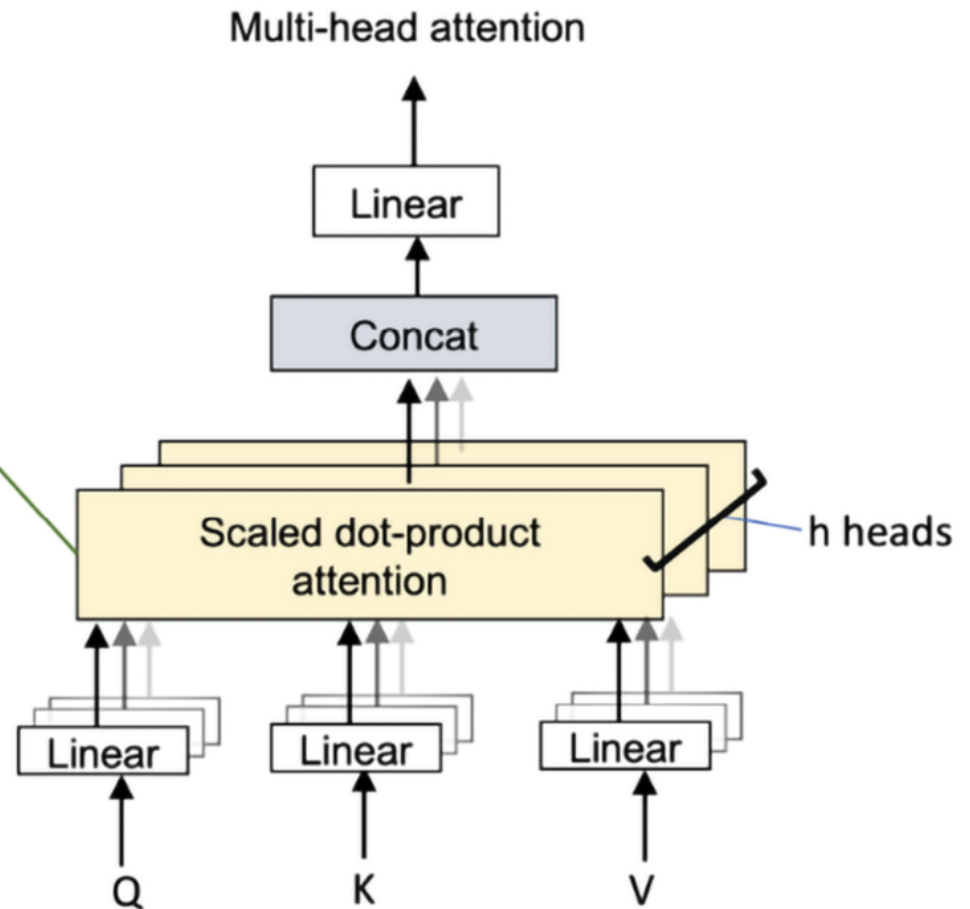 Multi-head attention
Linear
Concat
Scaled dot-product
attention
h heads
Linear
Linear
Linear
Q
K
V